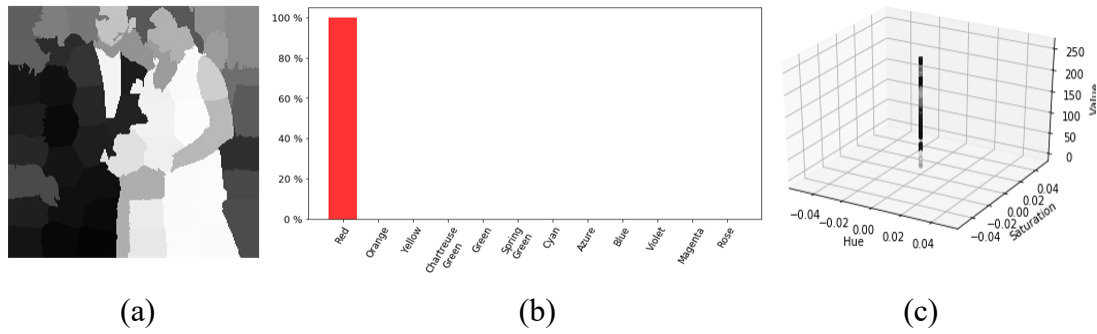 100 %
80 %
60 %
40 %
20 %
0 %
Red
Orange
Yellow
Chartreuse
Green
Green
Spring
Green
Cyan
Azure
Blue
Violet
Magenta
Rose
250
200
150
100
50
0
Value
−0.04
−0.02
0.00
0.02
0.04
Hue
−0.04
−0.02
0.00
0.02
0.04
Saturation
(a)
(b)
(c)